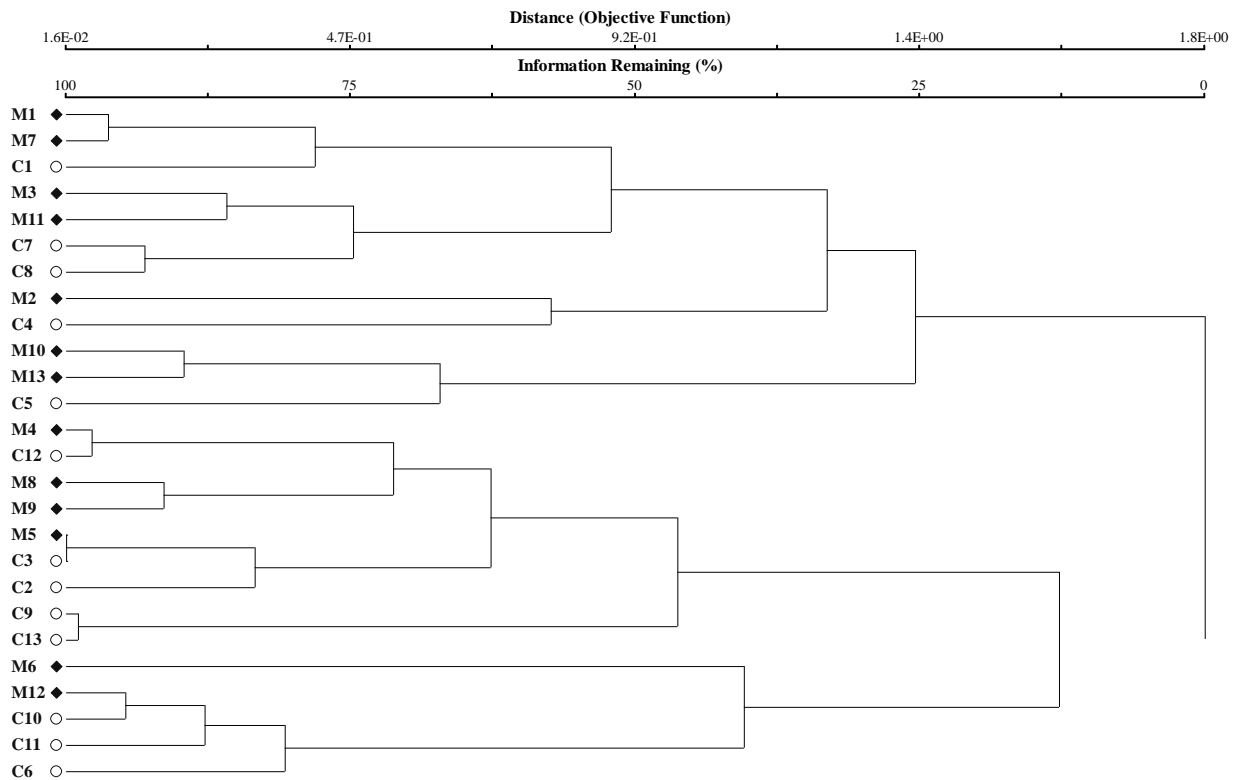 Distance (Objective Function)
1.6E-02 4.7E-01 9.2E-01 1.4E+00 1.8E+00
Information Remaining (%)
100 75 50 25 0
M1
M7
C1
M3
M11
C7
C8
M2
C4
M10
M13
C5
M4
C12
M8
M9
M5
C3
C2
C9
C13
M6
M12
C10
C11
C6